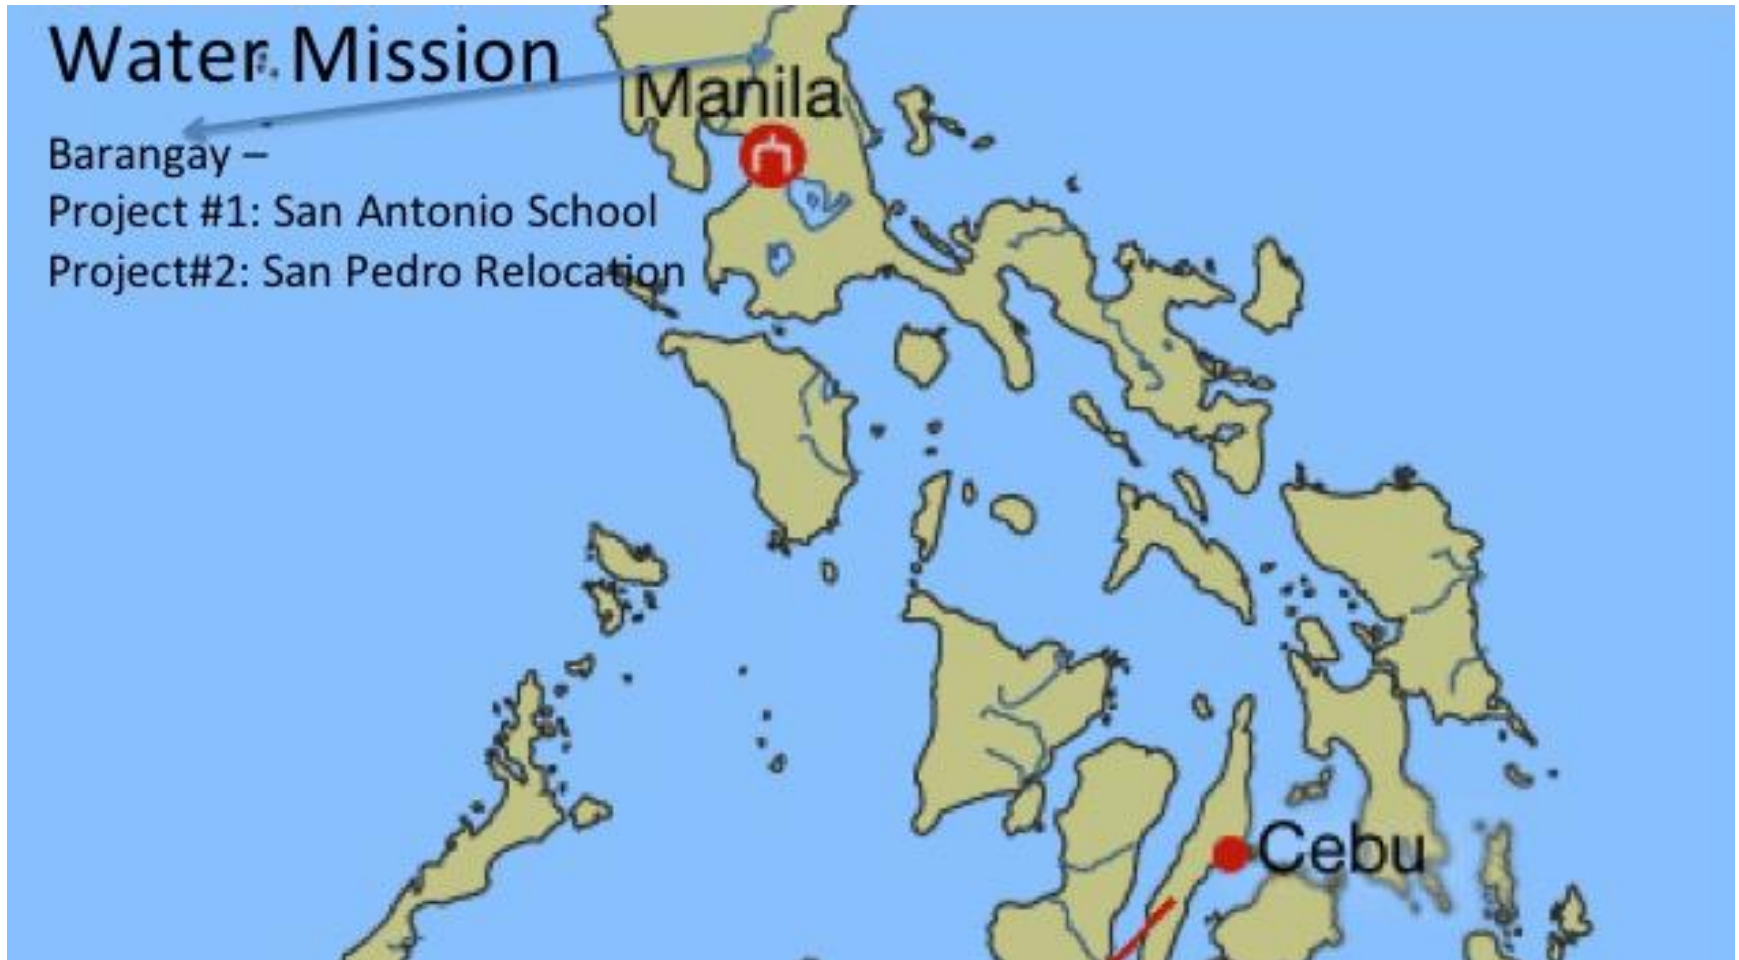 Water Mission
Manila
Barangay –
Project #1: San Antonio School
Project#2: San Pedro Relocation
Cebu